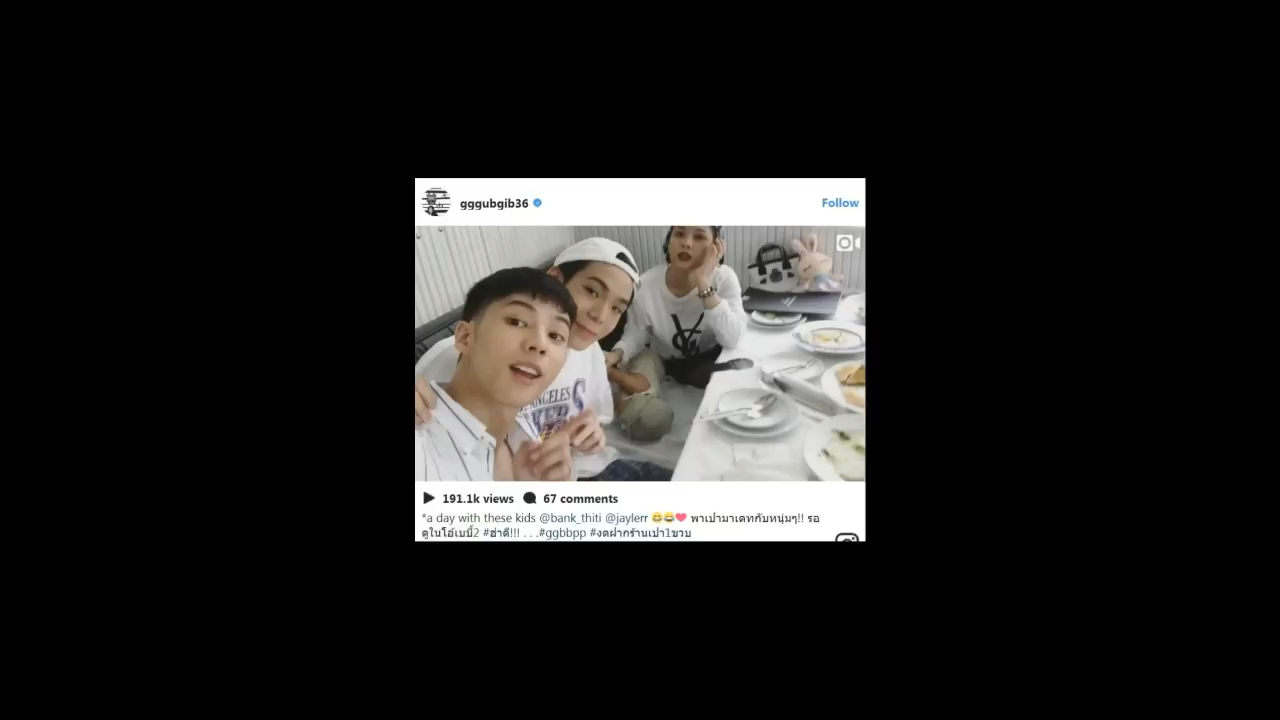 gggubgib36
Follow
ANGELES
191.1k views 67 comments
*a day with these kids @bank_thiti @jaylerr 😄😂💗 พาเปามาเดทกับหนุ่มๆ!! รอ
ดูในโอ๋เบบี้2 #ฮ่าดี!!! . . .#ggbbpp #งดฝากร้านเปา1ขวบ